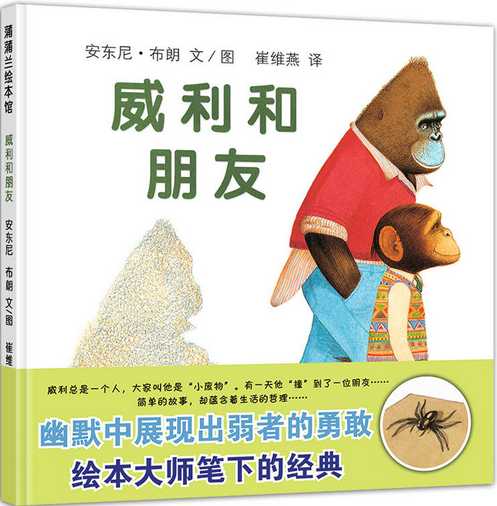 蒲蒲兰绘本馆
威利和朋友
安东尼·布朗 文/图
崔维燕
安东尼·布朗 文/图 崔维燕 译
威利和
朋友
威利总是一个人，大家叫他是“小废物”。有一天他“撞”到了一位朋友……
简单的故事，却蕴含着生活的哲理……
幽默中展现出弱者的勇敢
绘本大师笔下的经典